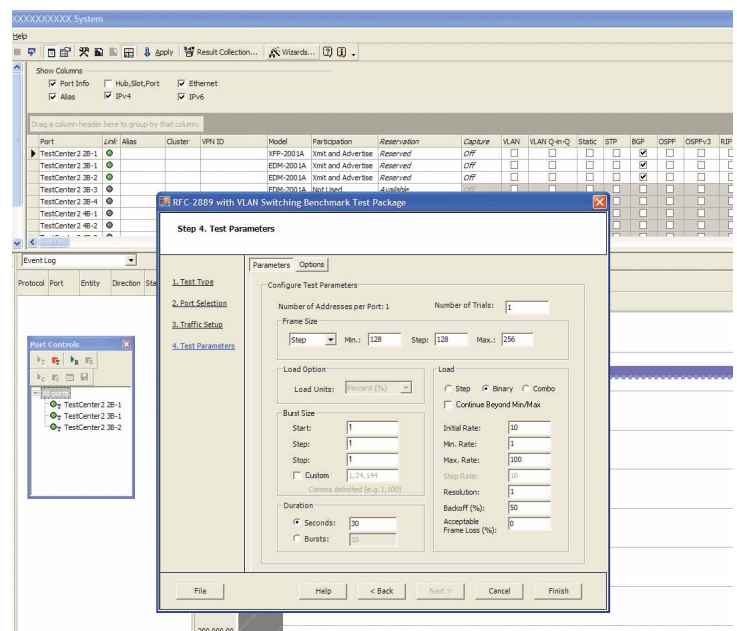 XXXXXXXXXX System
Help
Apply Result Collection... Wizards...
Show Columns
Port Info Hub,Slot,Port Ethernet
Alias IPv4 IPv6
Drag a column header here to group by that column.
Port Link Alias Cluster VPN ID Model Participation Reservation Capture VLAN VLAN Q-in-Q Static STP BGP OSPF OSPFv3 RIP
TestCenter2 2B-1 XFP-2001A Xmit and Advertise Reserved Off
TestCenter2 3B-1 EDM-2001A Xmit and Advertise Reserved Off
TestCenter2 3B-2 EDM-2001A Xmit and Advertise Reserved Off
TestCenter2 3B-3 EDM-2001A Not Used Available Off
TestCenter2 3B-4
TestCenter2 4B-1
TestCenter2 4B-2
Event Log
Protocol Port Entity Direction Sta
Port Controls
TestCenter2 2B-1
TestCenter2 3B-1
TestCenter2 3B-2
RFC-2889 with VLAN Switching Benchmark Test Package
Step 4. Test Parameters
1. Test Type
2. Port Selection
3. Traffic Setup
4. Test Parameters
Parameters Options
Configure Test Parameters
Number of Addresses per Port: 1 Number of Trials: 1
Frame Size
Step Min.: 128 Step: 128 Max.: 256
Load Option
Load Units: Percent (%)
Burst Size
Start: 1
Step: 1
Stop: 1
Custom 1,24,144
Comma delimited (e.g. 1,100)
Duration
Seconds: 30
Bursts: 10
Load
Step Binary Combo
Continue Beyond Min/Max
Initial Rate: 10
Min. Rate: 1
Max. Rate: 100
Step Rate: 10
Resolution: 1
Backoff (%): 50
Acceptable
Frame Loss (%): 0
File Help < Back Next > Cancel Finish
200,000.00